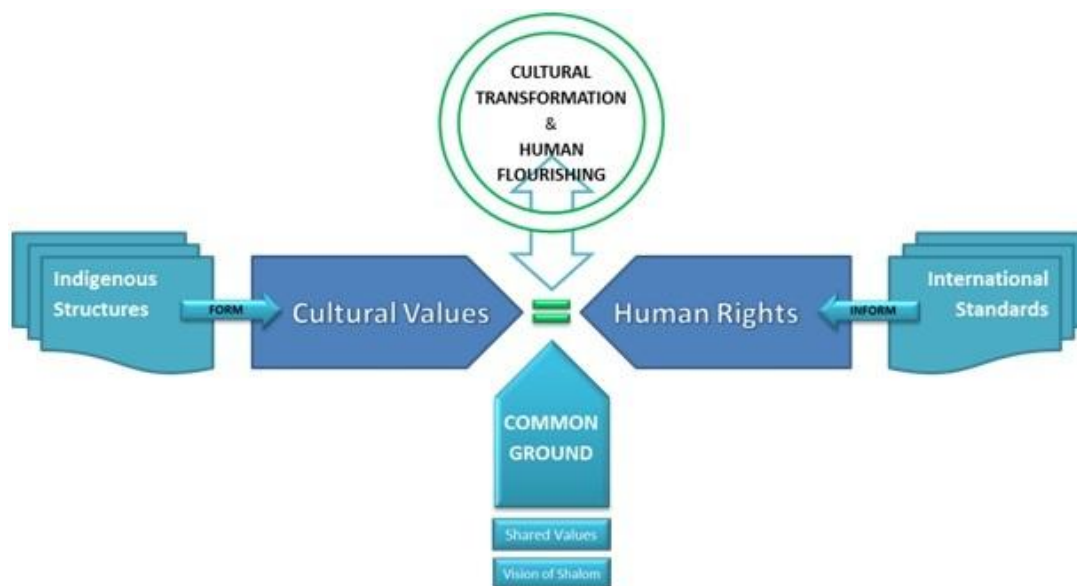 CULTURAL
TRANSFORMATION
&
HUMAN
FLOURISHING
Indigenous
Structures
FORM
Cultural Values
=
Human Rights
INFORM
International
Standards
COMMON
GROUND
Shared Values
Vision of Shalom